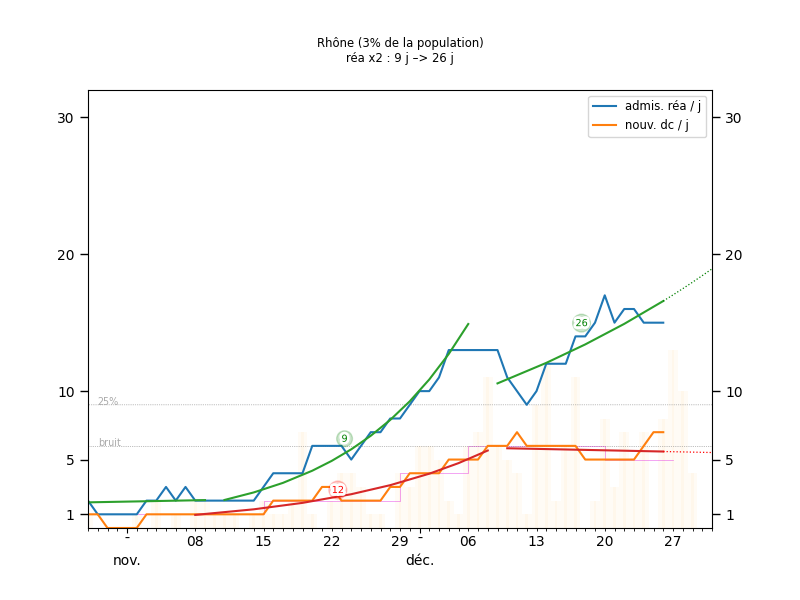 Rhône (3% de la population)
réa x2 : 9 j –> 26 j
admis. réa / j
nouv. dc / j
30
30
20
20
26
10
10
25%
9
bruit
5
5
12
1
1
- 08 15 22 29 - 06 13 20 27
nov. déc.